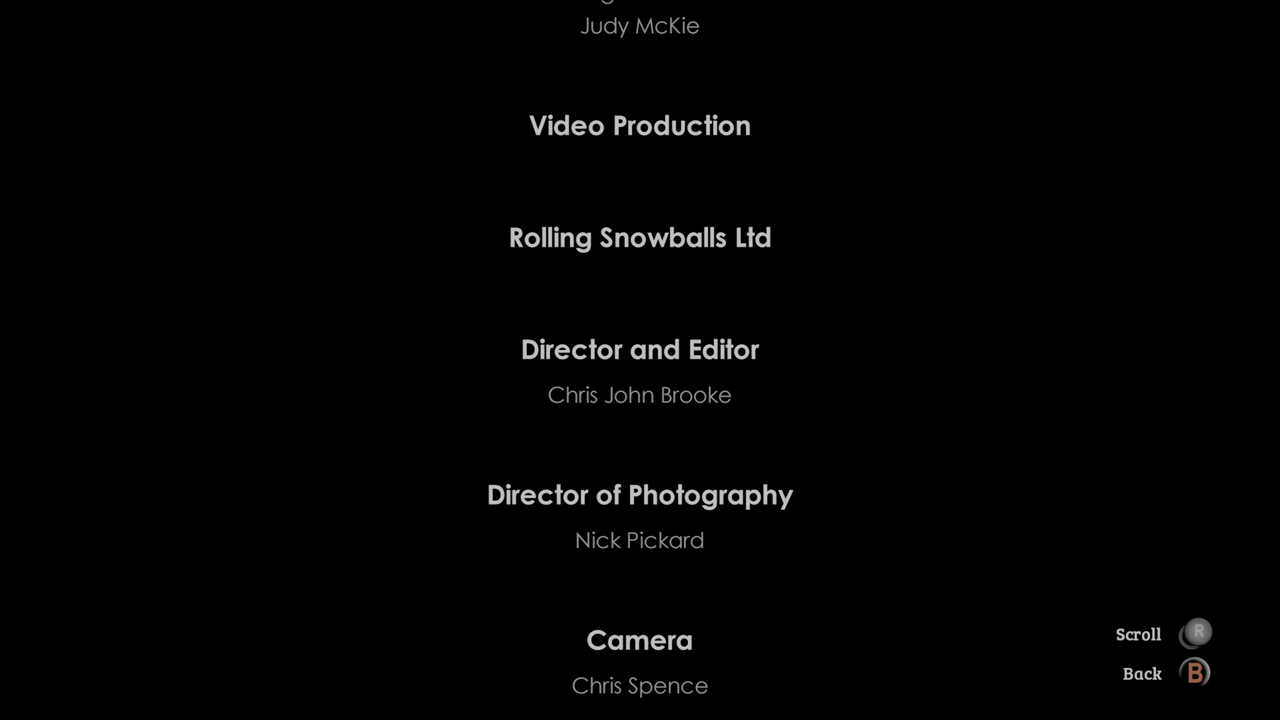 Judy McKie
Video Production
Rolling Snowballs Ltd
Director and Editor
Chris John Brooke
Director of Photography
Nick Pickard
Camera
Chris Spence
Scroll R
Back B